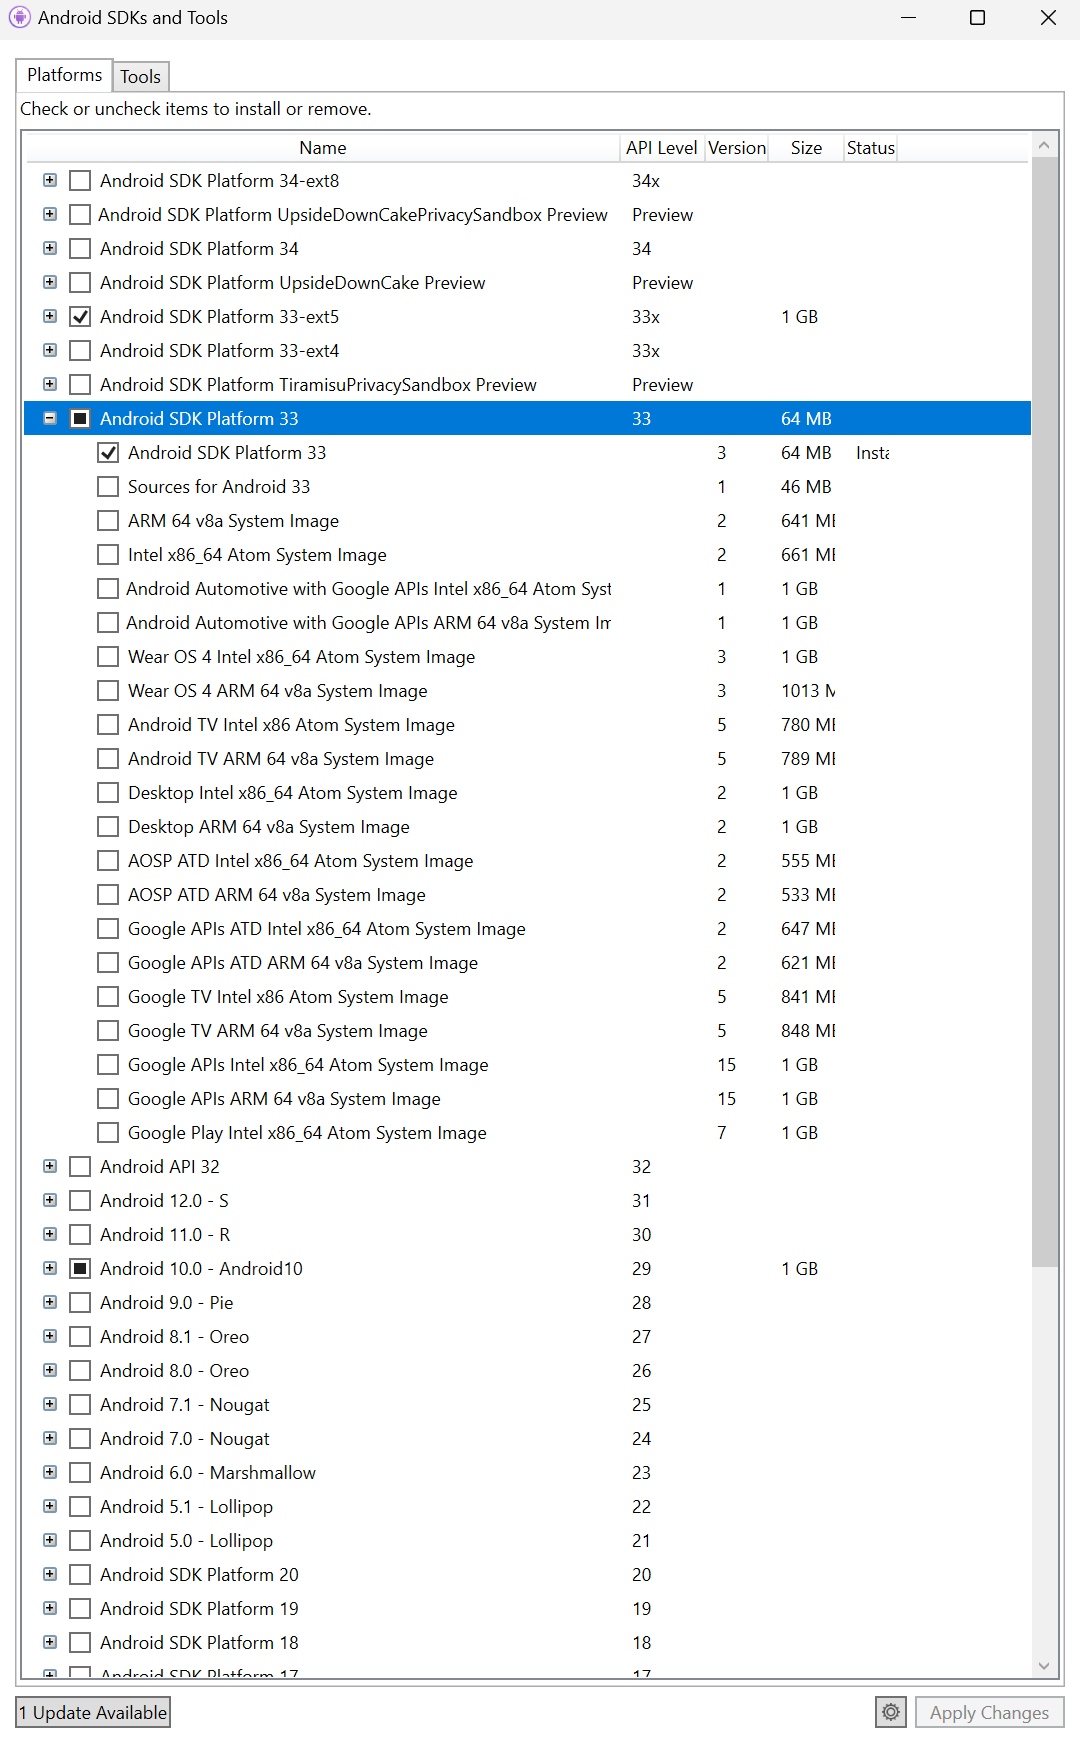 Android SDKs and Tools
Platforms Tools
Check or uncheck items to install or remove.
Name API Level Version Size Status
Android SDK Platform 34-ext8 34x
Android SDK Platform UpsideDownCakePrivacySandbox Preview Preview
Android SDK Platform 34 34
Android SDK Platform UpsideDownCake Preview Preview
Android SDK Platform 33-ext5 33x 1 GB
Android SDK Platform 33-ext4 33x
Android SDK Platform TiramisuPrivacySandbox Preview Preview
Android SDK Platform 33 33 64 MB
Android SDK Platform 33 3 64 MB Insta
Sources for Android 33 1 46 MB
ARM 64 v8a System Image 2 641 MB
Intel x86_64 Atom System Image 2 661 MB
Android Automotive with Google APIs Intel x86_64 Atom Syst 1 1 GB
Android Automotive with Google APIs ARM 64 v8a System Im 1 1 GB
Wear OS 4 Intel x86_64 Atom System Image 3 1 GB
Wear OS 4 ARM 64 v8a System Image 3 1013 M
Android TV Intel x86 Atom System Image 5 780 MB
Android TV ARM 64 v8a System Image 5 789 MB
Desktop Intel x86_64 Atom System Image 2 1 GB
Desktop ARM 64 v8a System Image 2 1 GB
AOSP ATD Intel x86_64 Atom System Image 2 555 MB
AOSP ATD ARM 64 v8a System Image 2 533 MB
Google APIs ATD Intel x86_64 Atom System Image 2 647 MB
Google APIs ATD ARM 64 v8a System Image 2 621 MB
Google TV Intel x86 Atom System Image 5 841 MB
Google TV ARM 64 v8a System Image 5 848 MB
Google APIs Intel x86_64 Atom System Image 15 1 GB
Google APIs ARM 64 v8a System Image 15 1 GB
Google Play Intel x86_64 Atom System Image 7 1 GB
Android API 32 32
Android 12.0 - S 31
Android 11.0 - R 30
Android 10.0 - Android10 29 1 GB
Android 9.0 - Pie 28
Android 8.1 - Oreo 27
Android 8.0 - Oreo 26
Android 7.1 - Nougat 25
Android 7.0 - Nougat 24
Android 6.0 - Marshmallow 23
Android 5.1 - Lollipop 22
Android 5.0 - Lollipop 21
Android SDK Platform 20 20
Android SDK Platform 19 19
Android SDK Platform 18 18
Android SDK Platform 17 17
1 Update Available Apply Changes